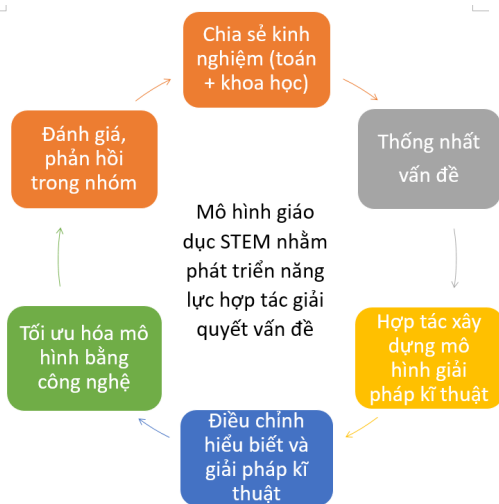 Chia sẻ kinh
nghiệm (toán
+ khoa học)
Thống nhất
vấn đề
Hợp tác xây
dựng mô
hình giải
pháp kĩ thuật
Điều chỉnh
hiểu biết và
giải pháp kĩ
thuật
Tối ưu hóa mô
hình bằng
công nghệ
Đánh giá,
phản hồi
trong nhóm
Mô hình giáo
dục STEM nhằm
phát triển năng
lực hợp tác giải
quyết vấn đề